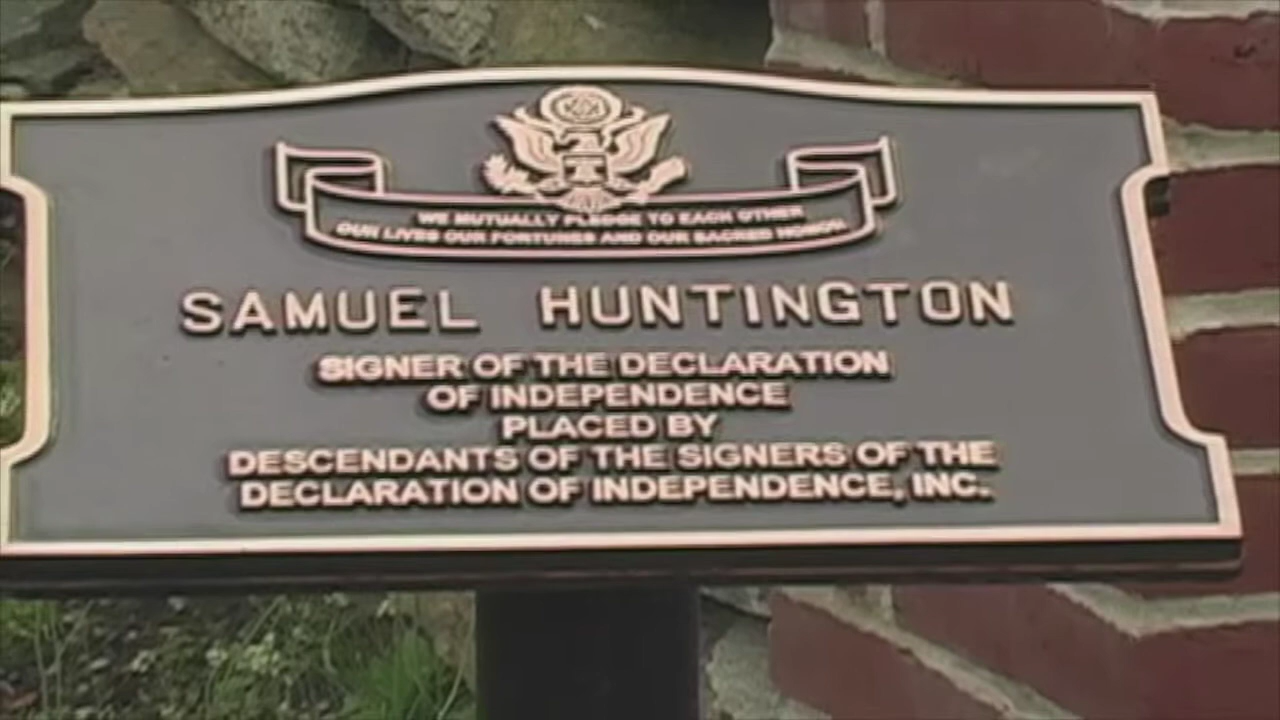 WE MUTUALLY PLEDGE TO EACH OTHER
OUR LIVES OUR FORTUNES AND OUR SACRED HONOR
SAMUEL HUNTINGTON
SIGNER OF THE DECLARATION
OF INDEPENDENCE
PLACED BY
DESCENDANTS OF THE SIGNERS OF THE
DECLARATION OF INDEPENDENCE, INC.